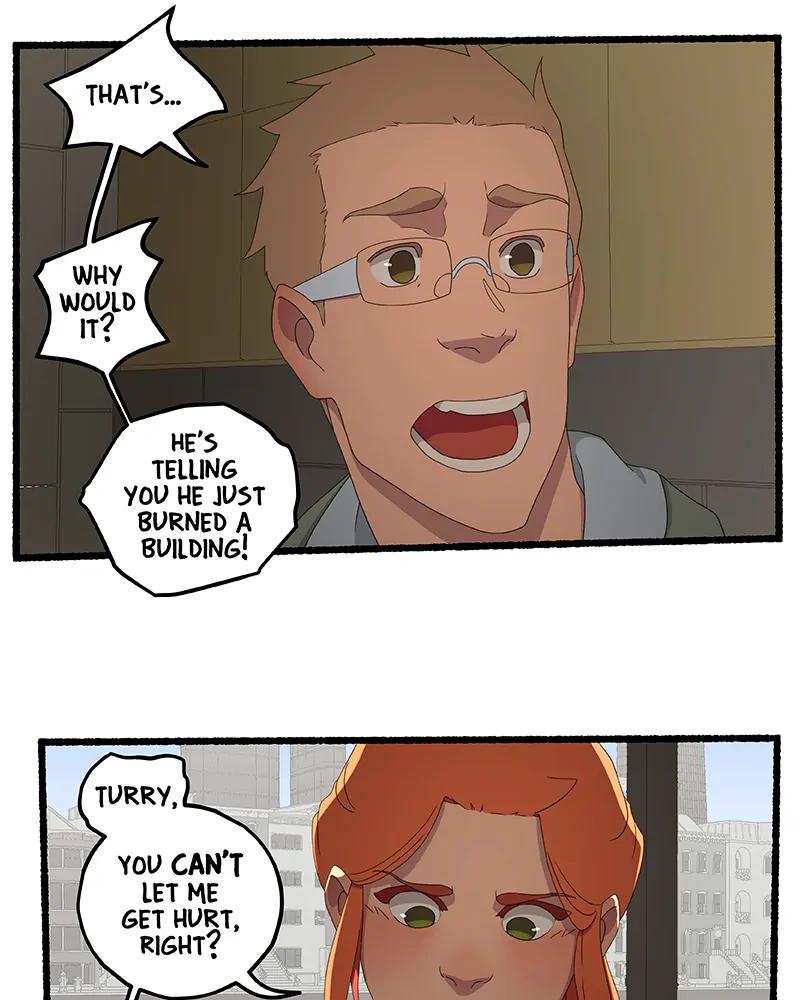 THAT'S...
WHY
WOULD
IT?
HE'S
TELLING
YOU HE JUST
BURNED A
BUILDING!
TURRY,
YOU CAN'T
LET ME
GET HURT,
RIGHT?